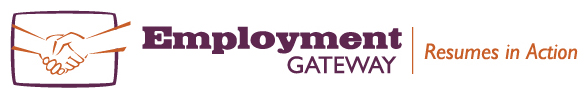 Employment
GATEWAY
Resumes in Action